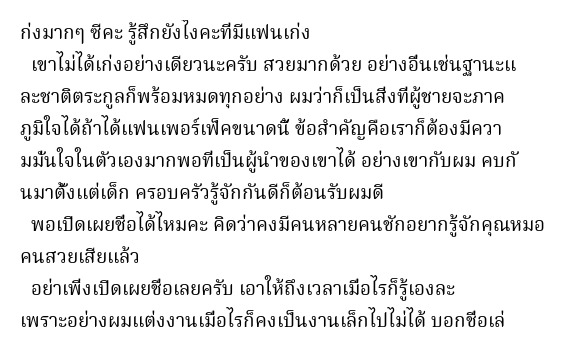 ก่งมากๆ ซีคะ รู้สึกยังไงคะที่มีแฟนเก่ง
เขาไม่ได้เก่งอย่างเดียวนะครับ สวยมากด้วย อย่างอื่นเช่นฐานะแ
ละชาติตระกูลก็พร้อมหมดทุกอย่าง ผมว่าก็เป็นสิ่งที่ผู้ชายจะภาค
ภูมิใจได้ถ้าได้แฟนเพอร์เฟ็คขนาดนี้ ข้อสำคัญคือเราก็ต้องมีควา
มมั่นใจในตัวเองมากพอที่เป็นผู้นำของเขาได้ อย่างเขากับผม คบกั
นมาตั้งแต่เด็ก ครอบครัวรู้จักกันดีก็ต้อนรับผมดี
พอเปิดเผยชื่อได้ไหมคะ คิดว่าคงมีคนหลายคนชักอยากรู้จักคุณหมอ
คนสวยเสียแล้ว
อย่าเพิ่งเปิดเผยชื่อเลยครับ เอาให้ถึงเวลาเมื่อไรก็รู้เองละ
เพราะอย่างผมแต่งงานเมื่อไรก็คงเป็นงานเล็กไปไม่ได้ บอกชื่อเล่